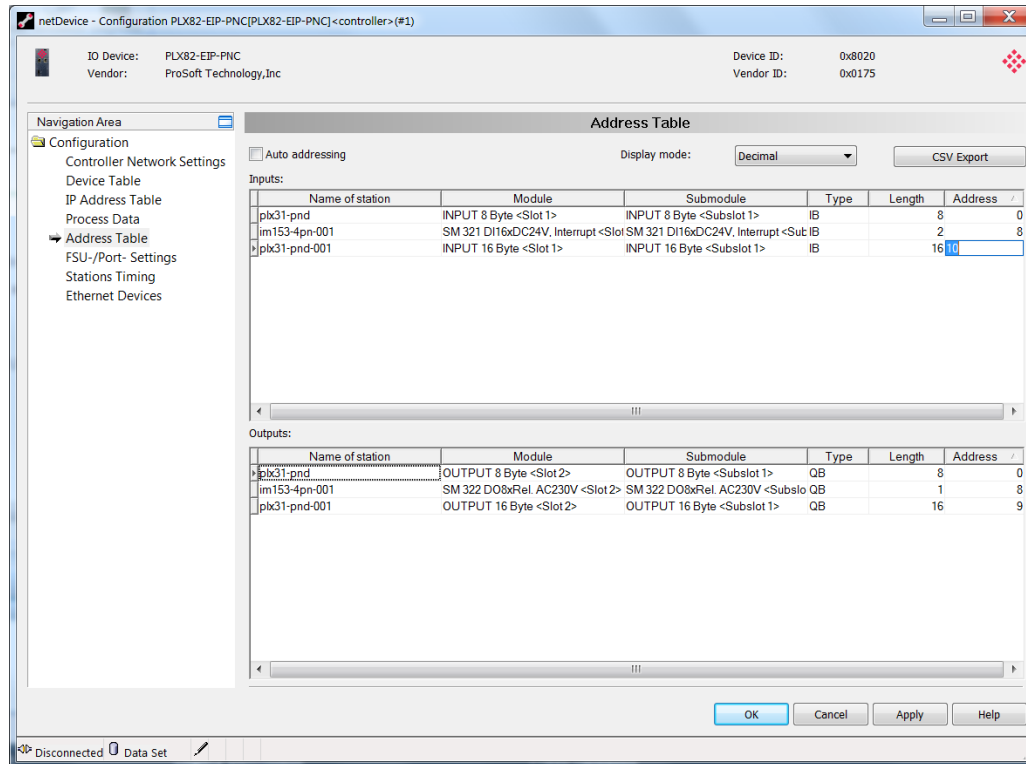 netDevice - Configuration PLX82-EIP-PNC[PLX82-EIP-PNC]<controller>(#1)
IO Device: PLX82-EIP-PNC Device ID: 0x8020
Vendor: ProSoft Technology,Inc Vendor ID: 0x0175
Navigation Area
Configuration
Controller Network Settings
Device Table
IP Address Table
Process Data
Address Table
FSU-/Port- Settings
Stations Timing
Ethernet Devices
Address Table
Auto addressing Display mode: Decimal CSV Export
Inputs:
Name of station Module Submodule Type Length Address
plx31-pnd INPUT 8 Byte <Slot 1> INPUT 8 Byte <Subslot 1> IB 8 0
im153-4pn-001 SM 321 DI16xDC24V, Interrupt <Slot SM 321 DI16xDC24V, Interrupt <Sub IB 2 8
plx31-pnd-001 INPUT 16 Byte <Slot 1> INPUT 16 Byte <Subslot 1> IB 16 10
Outputs:
Name of station Module Submodule Type Length Address
plx31-pnd OUTPUT 8 Byte <Slot 2> OUTPUT 8 Byte <Subslot 1> QB 8 0
im153-4pn-001 SM 322 DO8xRel. AC230V <Slot 2> SM 322 DO8xRel. AC230V <Subslo QB 1 8
plx31-pnd-001 OUTPUT 16 Byte <Slot 2> OUTPUT 16 Byte <Subslot 1> QB 16 9
OK Cancel Apply Help
Disconnected Data Set